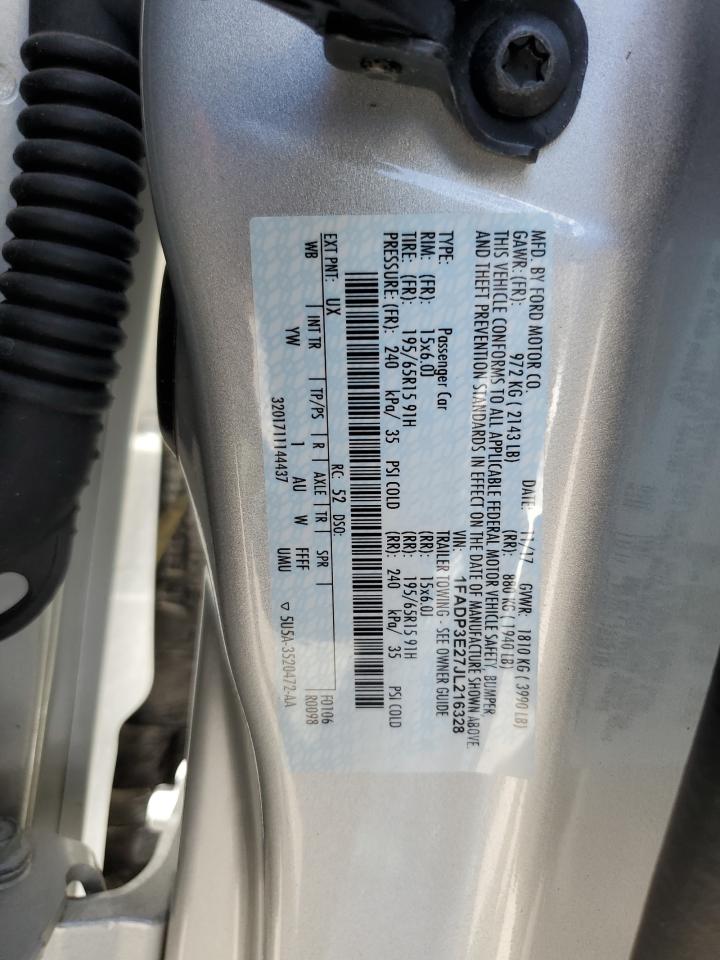 MFD. BY FORD MOTOR CO.
DATE: 11/17 GVWR: 1810 KG ( 3990 LB)
GAWR: (FR): 972 KG ( 2143 LB) (RR): 880 KG ( 1940 LB)
THIS VEHICLE CONFORMS TO ALL APPLICABLE FEDERAL MOTOR VEHICLE SAFETY, BUMPER,
AND THEFT PREVENTION STANDARDS IN EFFECT ON THE DATE OF MANUFACTURE SHOWN ABOVE.
VIN: 1FADP3E27JL216328
TYPE: Passenger Car TRAILER TOWING - SEE OWNER GUIDE
RIM: (FR): 15x6.0J (RR): 15x6.0J
TIRE: (FR): 195/65R15 91H (RR): 195/65R15 91H
PRESSURE: (FR): 240 kPa/ 35 PSI COLD (RR): 240 kPa/ 35 PSI COLD
EXT PNT: UX RC: 52 DSO: F0106
WB INT TR TP/PS R AXLE TR SPR R0098
YW 1 AU W FFFF
3201711144437 UMU 5U5A-3520472-AA